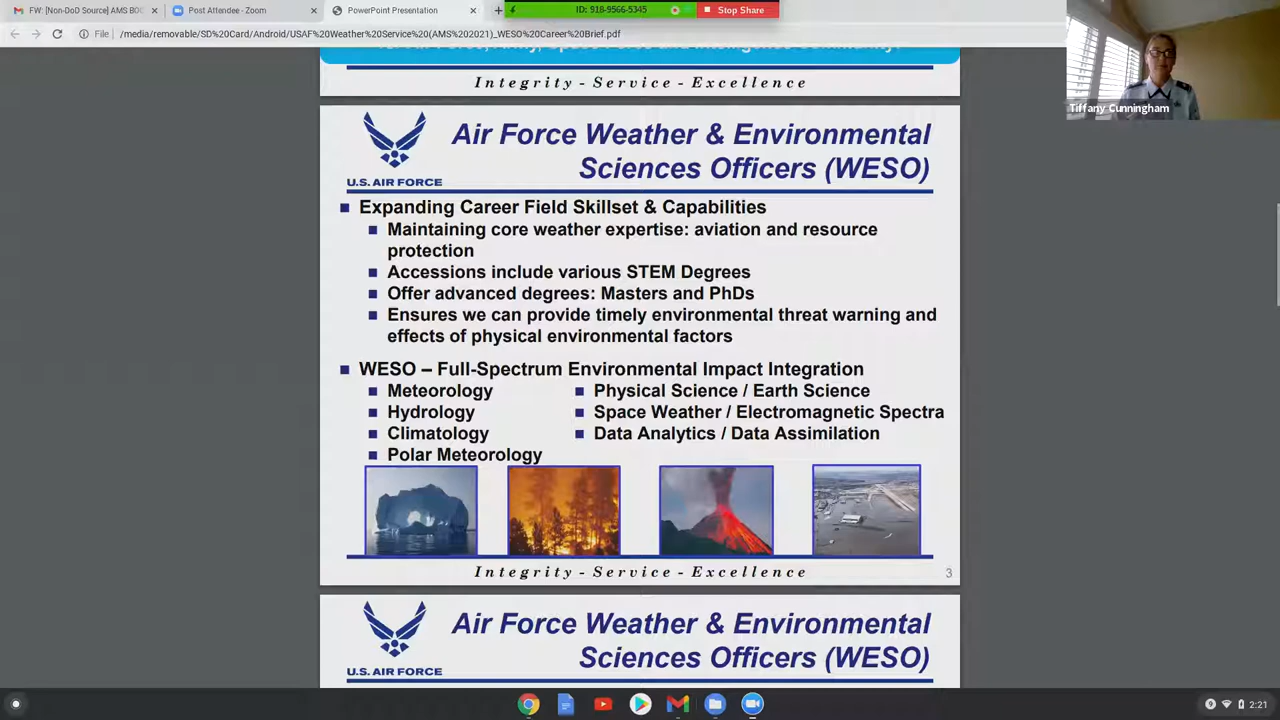 FW: [Non-DoD Source] AMS BOO
Post Attendee - Zoom
PowerPoint Presentation
ID: 918-9566-5345
Stop Share
File
/media/removable/SD%20Card/Android/USAF%20Weather%20Service%20(AMS%202021)_WESO%20Career%20Brief.pdf
Tiffany Cunningham
Integrity - Service - Excellence
U.S. AIR FORCE
Air Force Weather & Environmental
Sciences Officers (WESO)
Expanding Career Field Skillset & Capabilities
Maintaining core weather expertise: aviation and resource
protection
Accessions include various STEM Degrees
Offer advanced degrees: Masters and PhDs
Ensures we can provide timely environmental threat warning and
effects of physical environmental factors
WESO – Full-Spectrum Environmental Impact Integration
Meteorology
Hydrology
Climatology
Polar Meteorology
Physical Science / Earth Science
Space Weather / Electromagnetic Spectra
Data Analytics / Data Assimilation
Integrity - Service - Excellence
3
U.S. AIR FORCE
Air Force Weather & Environmental
Sciences Officers (WESO)
2:21